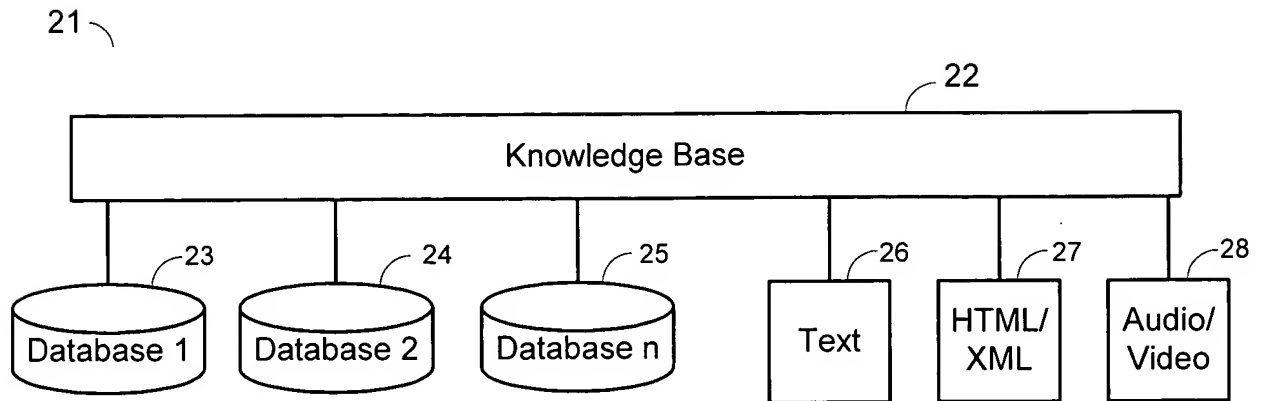 21
22
Knowledge Base
23
24
25
26
27
28
Database 1
Database 2
Database n
Text
HTML/
XML
Audio/
Video